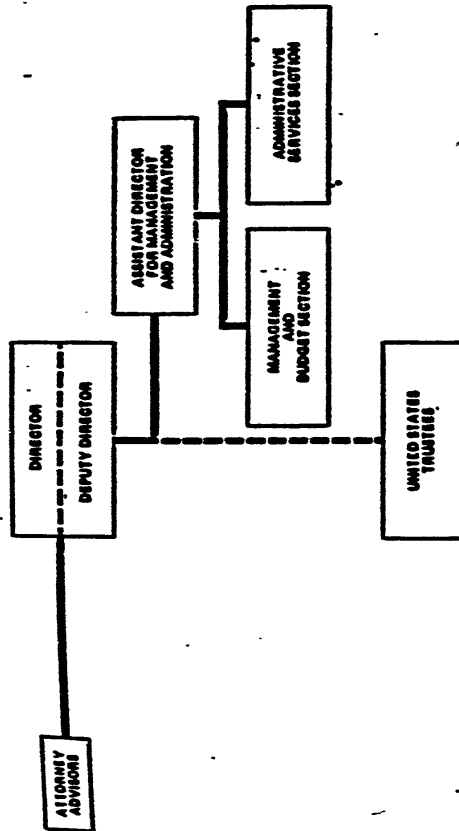 DIRECTOR
DEPUTY DIRECTOR
ATTORNEY
ADVISORS
ASSISTANT DIRECTOR
FOR MANAGEMENT
AND ADMINISTRATION
MANAGEMENT
AND
BUDGET SECTION
ADMINISTRATIVE
SERVICES SECTION
UNITED STATES
TRUSTEES